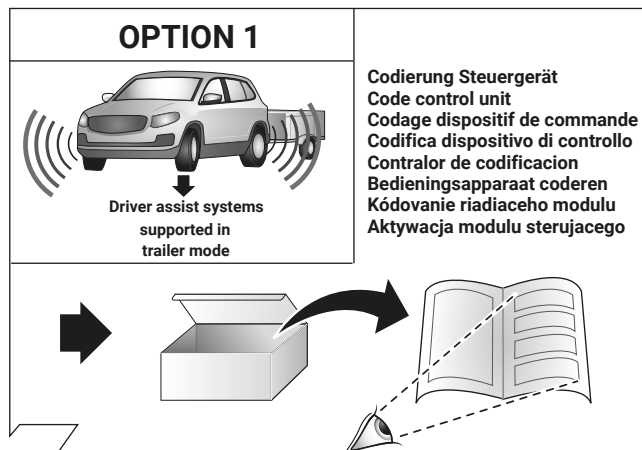 OPTION 1
Driver assist systems
supported in
trailer mode
Codierung Steuergerät
Code control unit
Codage dispositif de commande
Codifica dispositivo di controllo
Contralor de codificacion
Bedieningsapparaat coderen
Kódovanie riadiaceho modulu
Aktywacja modulu sterujacego